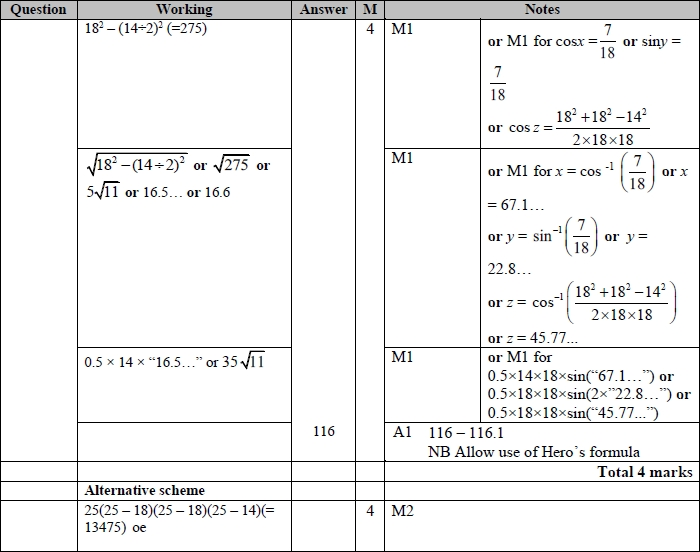 Question Working Answer M Notes
18² – (14÷2)² (=275) 4 M1 or M1 for cosx = 7/18 or siny =
7/18
or cos z = (18² +18² –14²)/(2×18×18)
√(18² –(14÷2)²) or √275 or M1 or M1 for x = cos ⁻¹ (7/18) or x
5√11 or 16.5… or 16.6
= 67.1…
or y = sin⁻¹(7/18) or y =
22.8…
or z = cos⁻¹((18² +18² –14²)/(2×18×18))
or z = 45.77...
0.5 × 14 × “16.5…” or 35√11 M1 or M1 for
0.5×14×18×sin(“67.1…”) or
0.5×18×18×sin(2×”22.8…”) or
0.5×18×18×sin(“45.77...”)
116 A1 116 – 116.1
NB Allow use of Hero’s formula
Total 4 marks
Alternative scheme
25(25 – 18)(25 – 18)(25 – 14)(= 4 M2
13475) oe